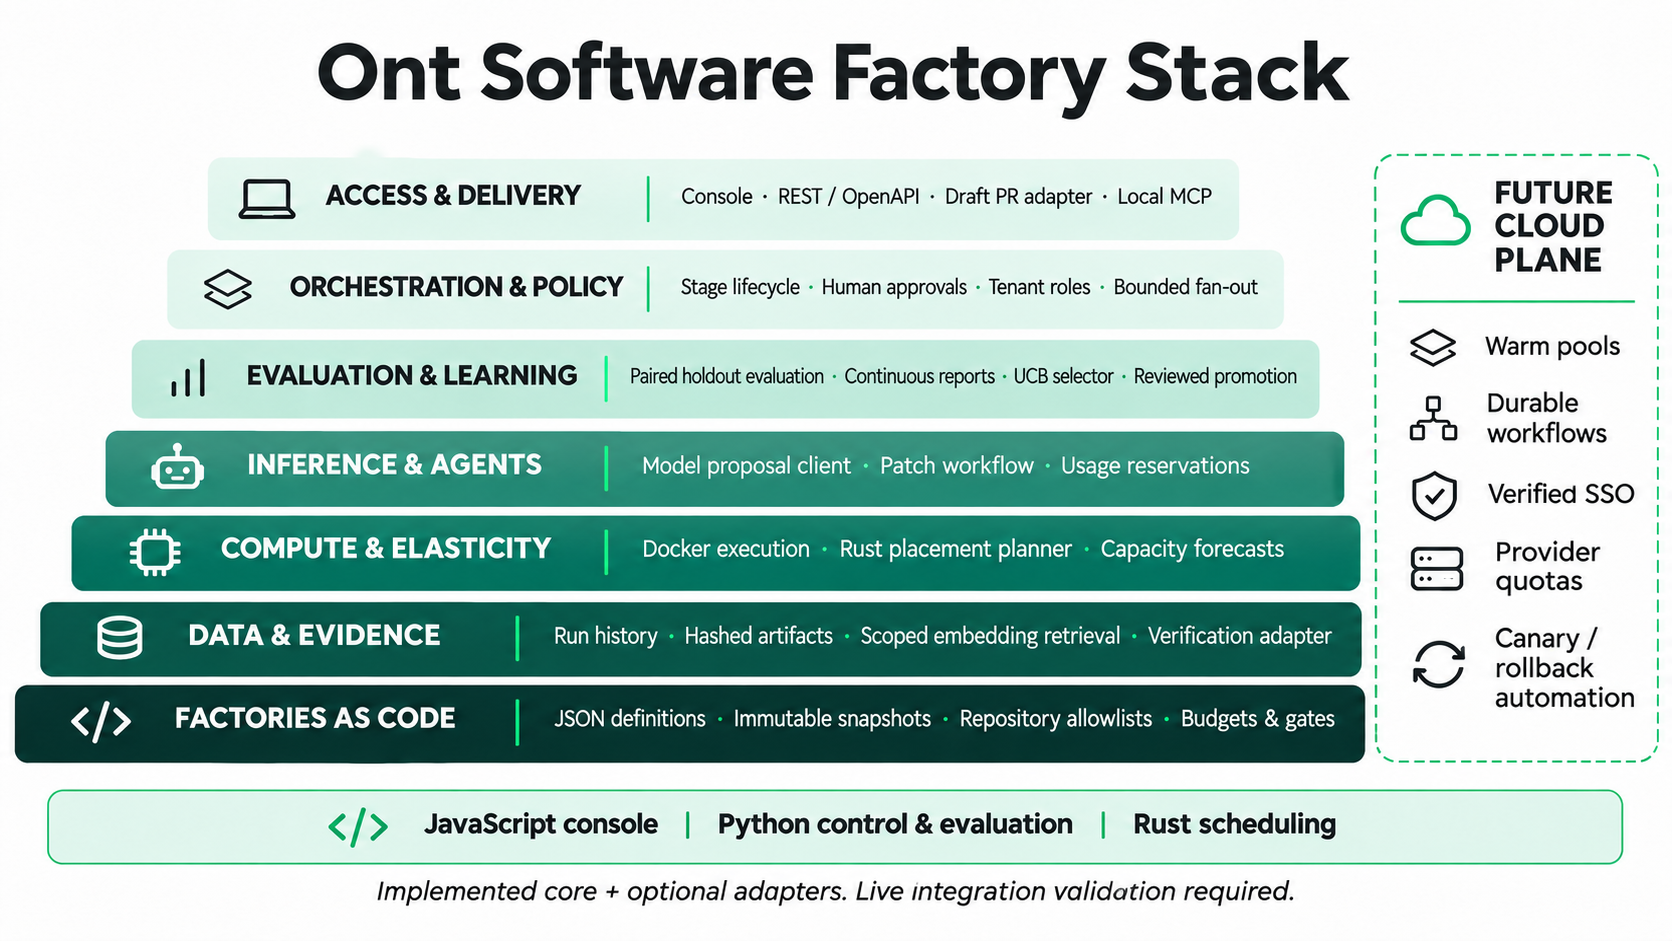 Ont Software Factory Stack
ACCESS & DELIVERY
Console · REST / OpenAPI · Draft PR adapter · Local MCP
ORCHESTRATION & POLICY
Stage lifecycle · Human approvals · Tenant roles · Bounded fan-out
EVALUATION & LEARNING
Paired holdout evaluation · Continuous reports · UCB selector · Reviewed promotion
INFERENCE & AGENTS
Model proposal client · Patch workflow · Usage reservations
COMPUTE & ELASTICITY
Docker execution · Rust placement planner · Capacity forecasts
DATA & EVIDENCE
Run history · Hashed artifacts · Scoped embedding retrieval · Verification adapter
FACTORIES AS CODE
JSON definitions · Immutable snapshots · Repository allowlists · Budgets & gates
FUTURE
CLOUD
PLANE
Warm pools
Durable
workflows
Verified SSO
Provider
quotas
Canary /
rollback
automation
JavaScript console | Python control & evaluation | Rust scheduling
Implemented core + optional adapters. Live integration validation required.